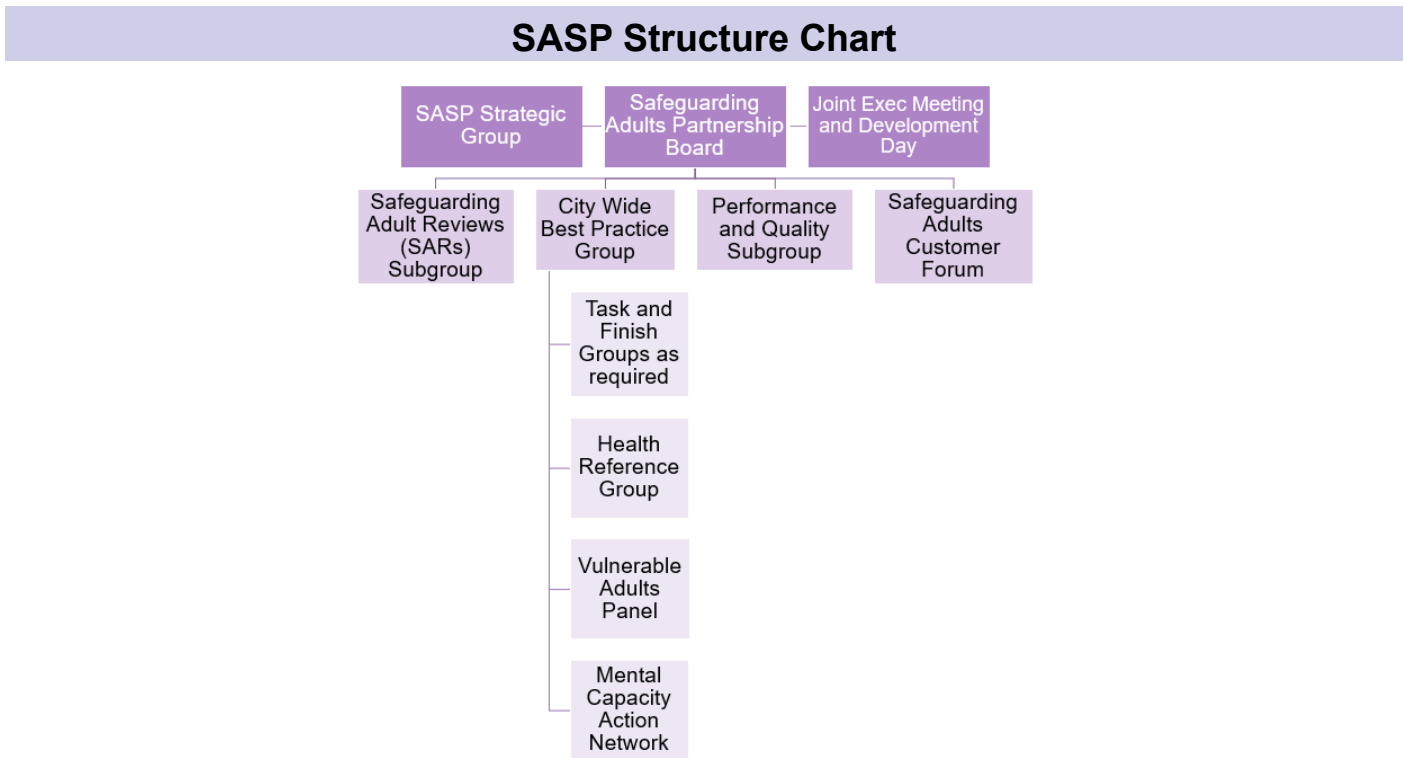 SASP Structure Chart
SASP Strategic
Group
Safeguarding
Adults Partnership
Board
Joint Exec Meeting
and Development
Day
Safeguarding
Adult Reviews
(SARs)
Subgroup
City Wide
Best Practice
Group
Performance
and Quality
Subgroup
Safeguarding
Adults
Customer
Forum
Task and
Finish
Groups as
required
Health
Reference
Group
Vulnerable
Adults
Panel
Mental
Capacity
Action
Network